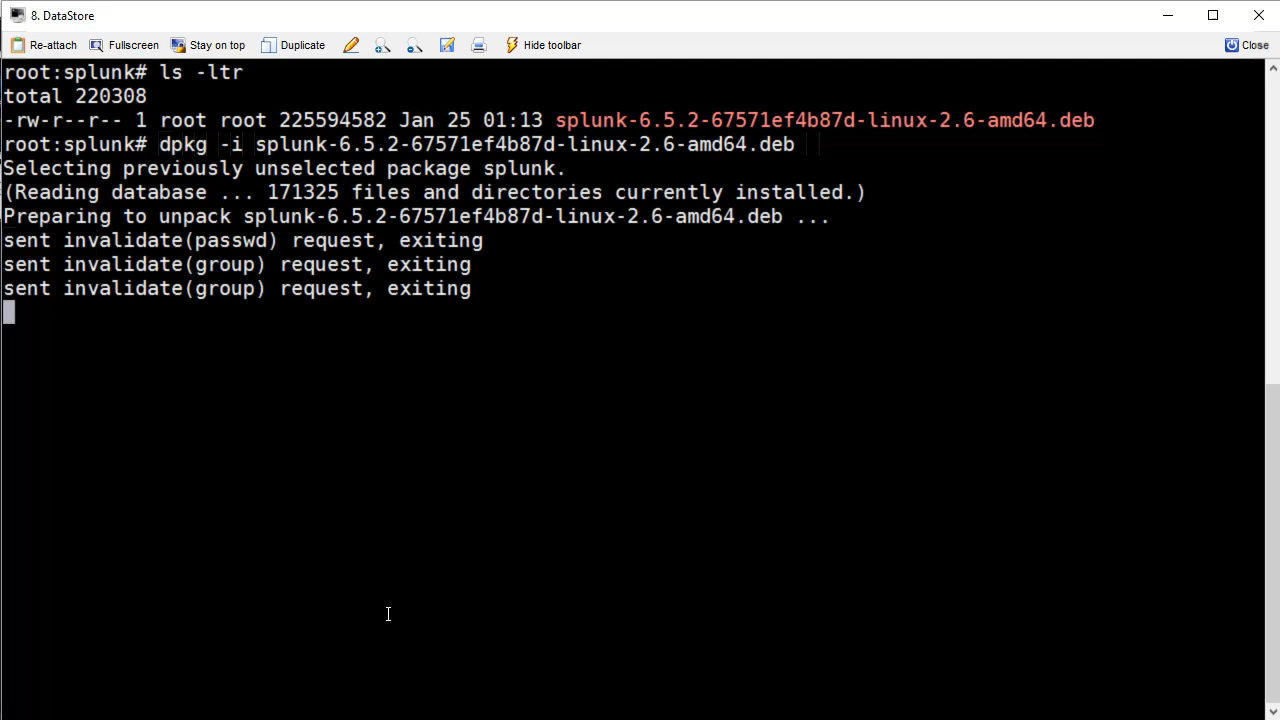 8. DataStore
Re-attach Fullscreen Stay on top Duplicate Hide toolbar Close
root:splunk# ls -ltr
total 220308
-rw-r--r-- 1 root root 225594582 Jan 25 01:13 splunk-6.5.2-67571ef4b87d-linux-2.6-amd64.deb
root:splunk# dpkg -i splunk-6.5.2-67571ef4b87d-linux-2.6-amd64.deb
Selecting previously unselected package splunk.
(Reading database ... 171325 files and directories currently installed.)
Preparing to unpack splunk-6.5.2-67571ef4b87d-linux-2.6-amd64.deb ...
sent invalidate(passwd) request, exiting
sent invalidate(group) request, exiting
sent invalidate(group) request, exiting